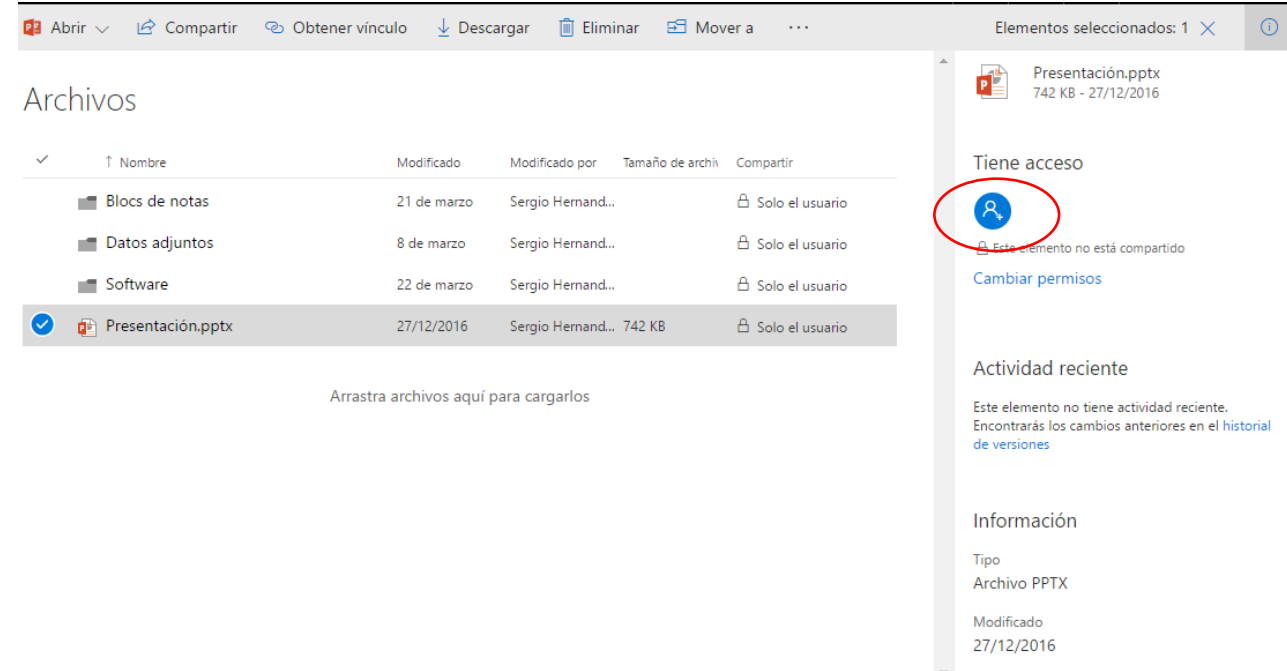 Abrir Compartir Obtener vínculo Descargar Eliminar Mover a ... Elementos seleccionados: 1
Archivos
Nombre Modificado Modificado por Tamaño de archiv Compartir
Blocs de notas 21 de marzo Sergio Hernand... Solo el usuario
Datos adjuntos 8 de marzo Sergio Hernand... Solo el usuario
Software 22 de marzo Sergio Hernand... Solo el usuario
Presentación.pptx 27/12/2016 Sergio Hernand... 742 KB Solo el usuario
Arrastra archivos aquí para cargarlos
Presentación.pptx
742 KB - 27/12/2016
Tiene acceso
Este elemento no está compartido
Cambiar permisos
Actividad reciente
Este elemento no tiene actividad reciente.
Encontrarás los cambios anteriores en el historial
de versiones
Información
Tipo
Archivo PPTX
Modificado
27/12/2016